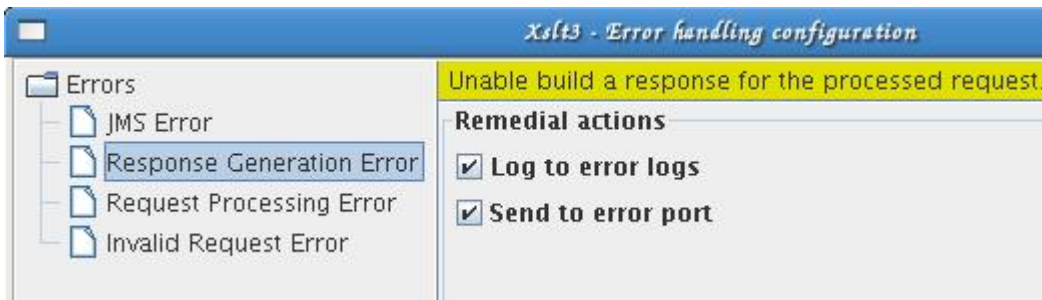 Xslt3 - Error handling configuration
Errors
JMS Error
Response Generation Error
Request Processing Error
Invalid Request Error
Unable build a response for the processed request.
Remedial actions
Log to error logs
Send to error port